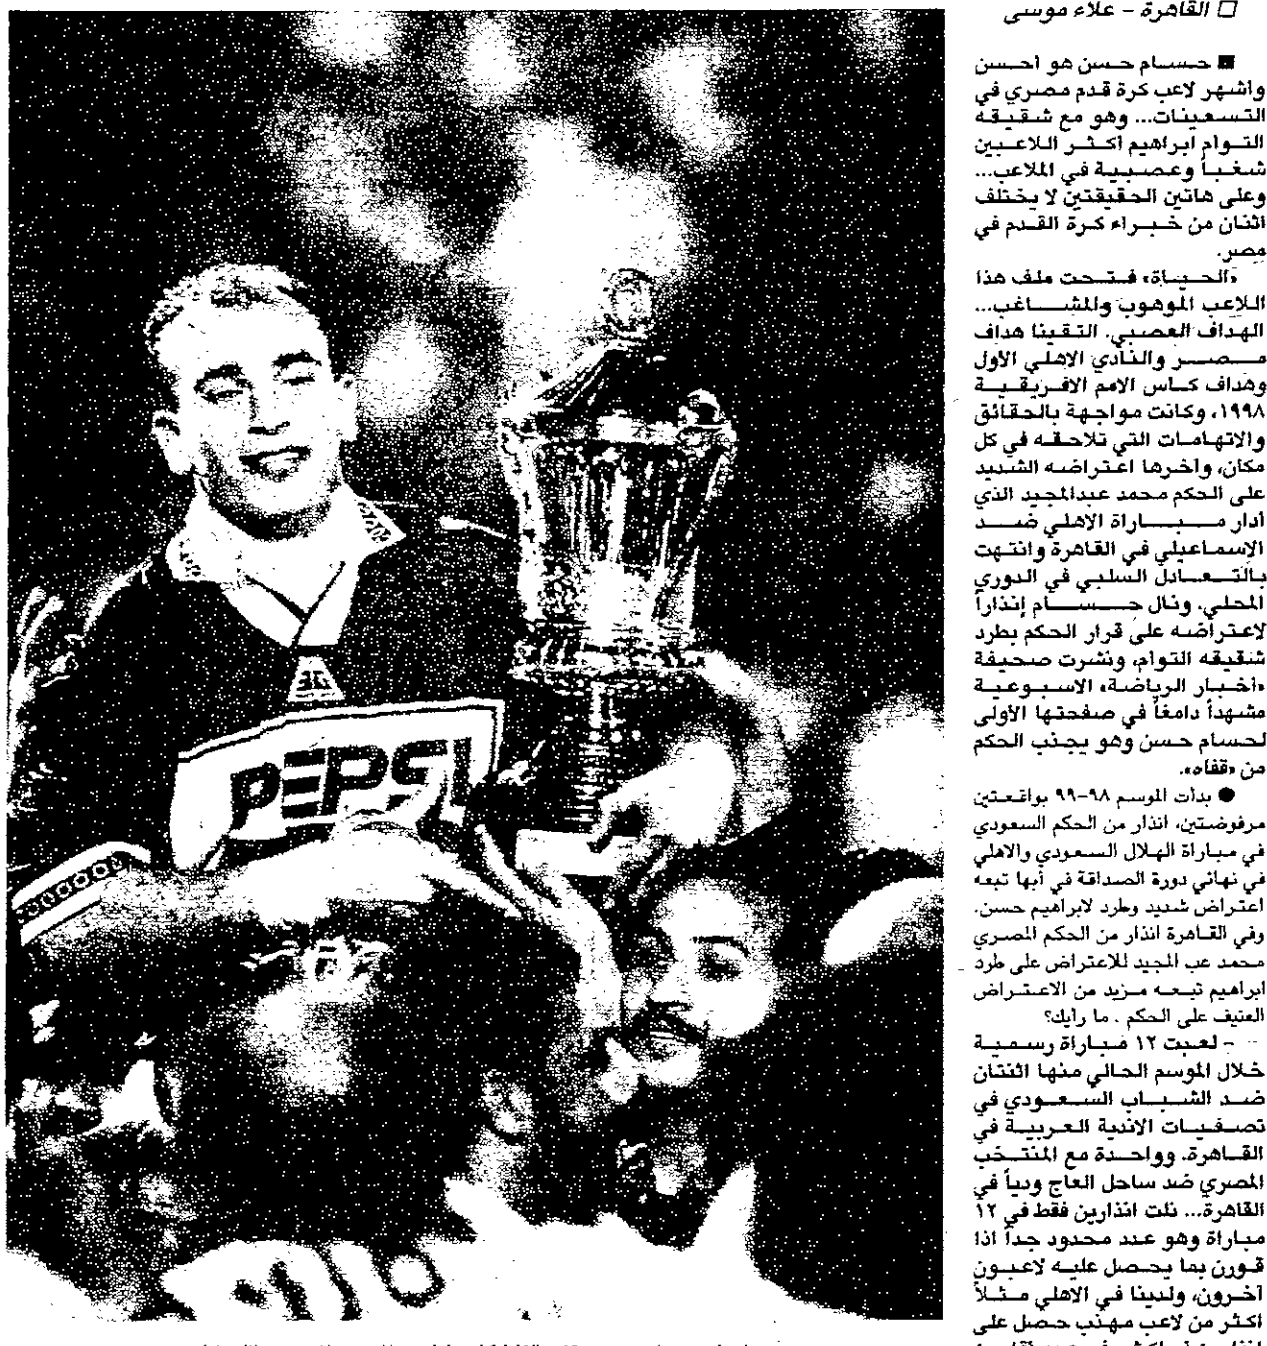 القاهرة - علاء موسى
■ حسام حسن هو احسن
واشهر لاعب كرة قدم مصري في
التسعينات... وهو مع شقيقه
التوام ابراهيم اكثر اللاعبين
شغباً وعصبية في الملاعب...
وعلى هاتين الحقيقتين لا يختلف
اثنان من خبراء كرة القدم في
مصر.
«الحياة» فتحت ملف هذا
اللاعب الموهوب والمشاغب...
الهداف العصبي. التقينا هداف
مصر والنادي الاهلي الاول
وهداف كاس الامم الافريقية
١٩٩٨، وكانت مواجهة بالحقائق
والاتهامات التي تلاحقه في كل
مكان، واخرها اعتراضه الشديد
على الحكم محمد عبدالمجيد الذي
أدار مباراة الاهلي ضد
الإسماعيلي في القاهرة وانتهت
بالتعادل السلبي في الدوري
المحلي. ونال حسام إنذاراً
لاعتراضه على قرار الحكم بطرد
شقيقه التوام، ونشرت صحيفة
«أخبار الرياضة» الاسبوعية
مشهداً دامغاً في صفحتها الأولى
لحسام حسن وهو يجذب الحكم
من «قفاه».
● بدأت الموسم ٩٨-٩٩ بواقعتين
مرفوضتين، انذار من الحكم السعودي
في مباراة الهلال السعودي والاهلي
في نهائي دورة الصداقة في أبها تبعه
اعتراض شديد وطرد لابراهيم حسن.
وفي القاهرة انذار من الحكم المصري
محمد عب المجيد للاعتراض على طرد
ابراهيم تبعه مزيد من الاعتراض
العنيف على الحكم . ما رايك؟
- لعبت ١٢ مباراة رسمية
خلال الموسم الحالي منها اثنتان
ضد الشباب السعودي في
تصفيات الاندية العربية في
القاهرة. وواحدة مع المنتخب
المصري ضد ساحل العاج ودياً في
القاهرة... نلت انذارين فقط في ١٢
مباراة وهو عدد محدود جداً اذا
قورن بما يحصل عليه لاعبون
آخرون، ولدينا في الاهلي مثلاً
اكثر من لاعب مهذب حصل على
PEPSI